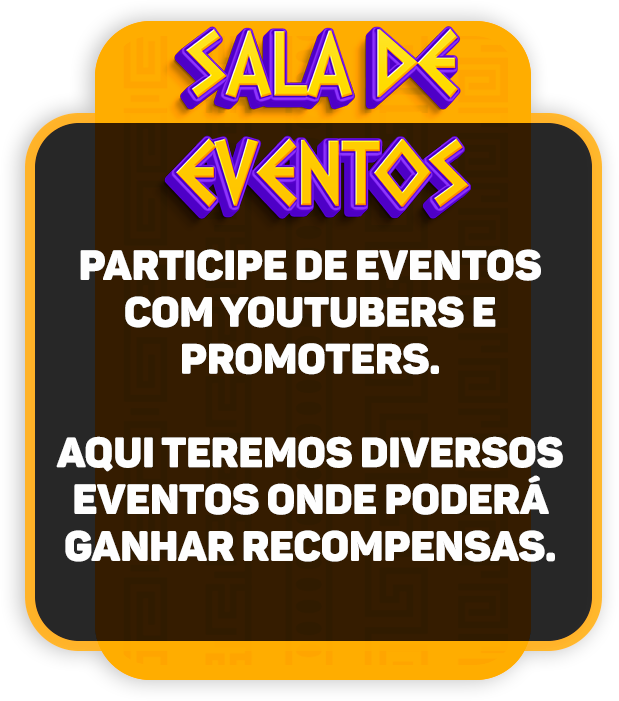 SALA DE
EVENTOS
PARTICIPE DE EVENTOS
COM YOUTUBERS E
PROMOTERS.
AQUI TEREMOS DIVERSOS
EVENTOS ONDE PODERÁ
GANHAR RECOMPENSAS.